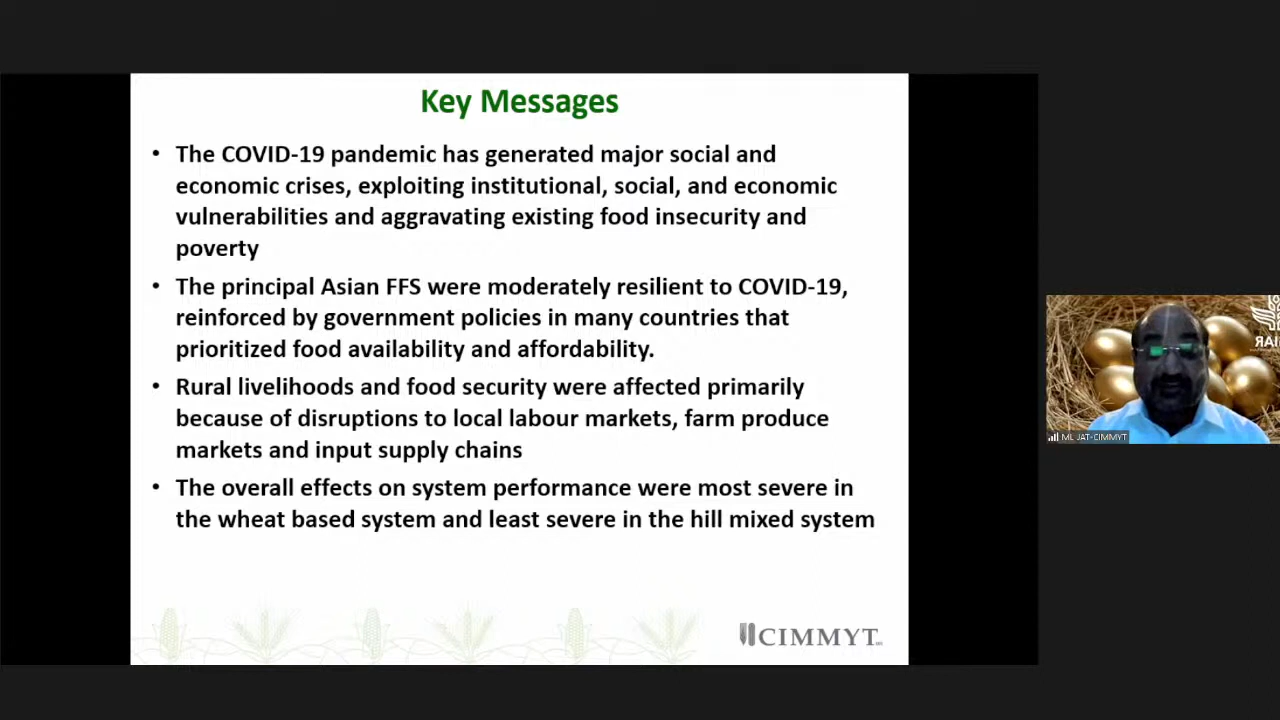 Key Messages
• The COVID-19 pandemic has generated major social and
economic crises, exploiting institutional, social, and economic
vulnerabilities and aggravating existing food insecurity and
poverty
• The principal Asian FFS were moderately resilient to COVID-19,
reinforced by government policies in many countries that
prioritized food availability and affordability.
• Rural livelihoods and food security were affected primarily
because of disruptions to local labour markets, farm produce
markets and input supply chains
• The overall effects on system performance were most severe in
the wheat based system and least severe in the hill mixed system
CIMMYT
ML JAT-CIMMYT